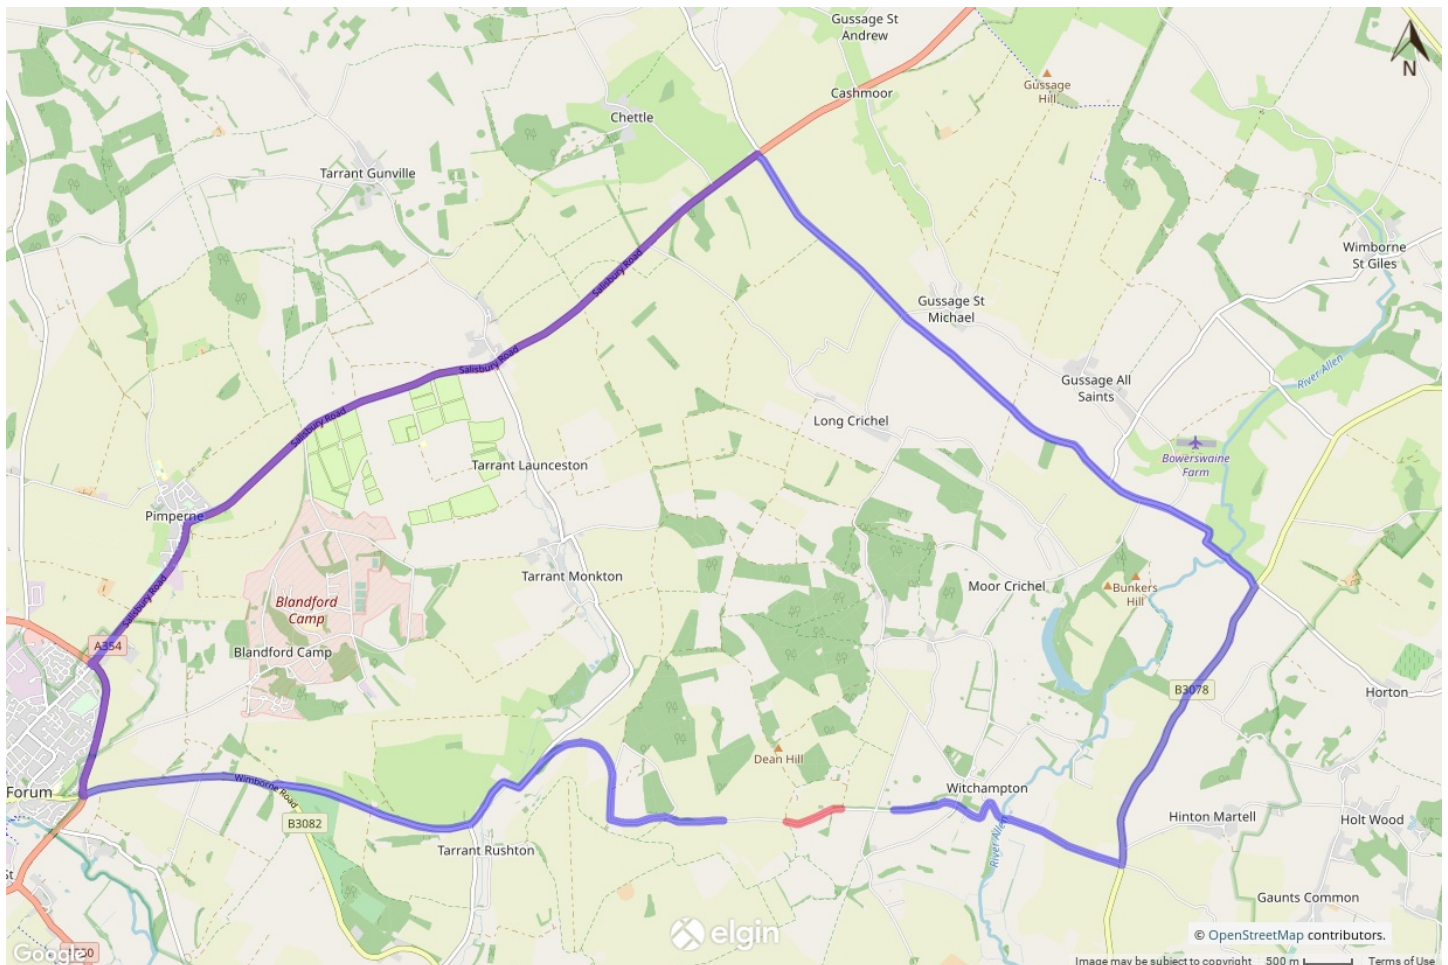 Gussage St
Andrew
N
Cashmoor
Gussage
Hill
Chettle
Tarrant Gunville
Wimborne
St Giles
Salisbury Road
Gussage St
Michael
Salisbury Road
River Allen
Gussage All
Saints
Salisbury Road
Long Crichel
Bowerswaine
Farm
Tarrant Launceston
Pimperne
Tarrant Monkton
Moor Crichel
Bunkers
Hill
Salisbury Road
Blandford
Camp
A354
Blandford Camp
B3078
Horton
Dean Hill
Wimborne Road
Witchampton
Forum
B3082
Hinton Martell
Holt Wood
Tarrant Rushton
River Allen
St
Gaunts Common
elgin
© OpenStreetMap contributors.
Google
Image may be subject to copyright 500 m Terms of Use